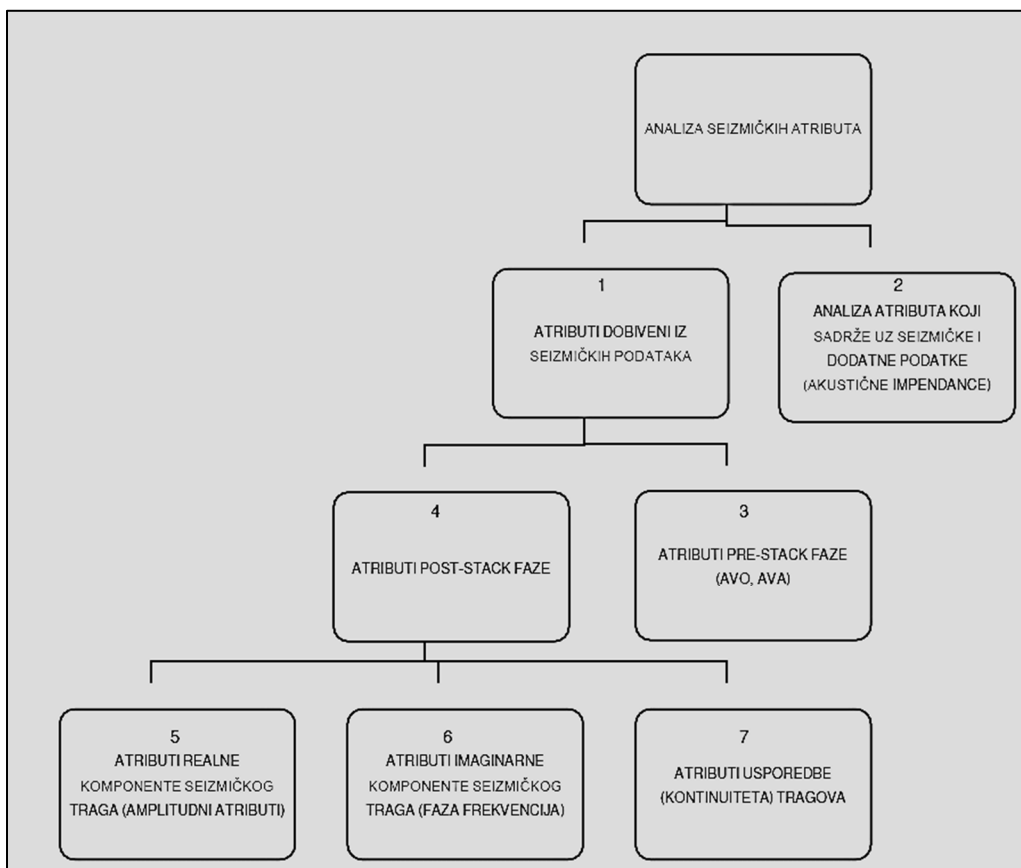 ANALIZA SEIZMIČKIH ATRIBUTA
1
ATRIBUTI DOBIVENI IZ
SEIZMIČKIH PODATAKA
2
ANALIZA ATRIBUTA KOJI
SADRŽE UZ SEIZMIČKE I
DODATNE PODATKE
(AKUSTIČNE IMPENDANCE)
4
ATRIBUTI POST-STACK FAZE
3
ATRIBUTI PRE-STACK FAZE
(AVO, AVA)
5
ATRIBUTI REALNE
KOMPONENTE SEIZMIČKOG
TRAGA (AMPLITUDNI ATRIBUTI)
6
ATRIBUTI IMAGINARNE
KOMPONENTE SEIZMIČKOG
TRAGA (FAZA FREKVENCIJA)
7
ATRIBUTI USPOREDBE
(KONTINUITETA) TRAGOVA